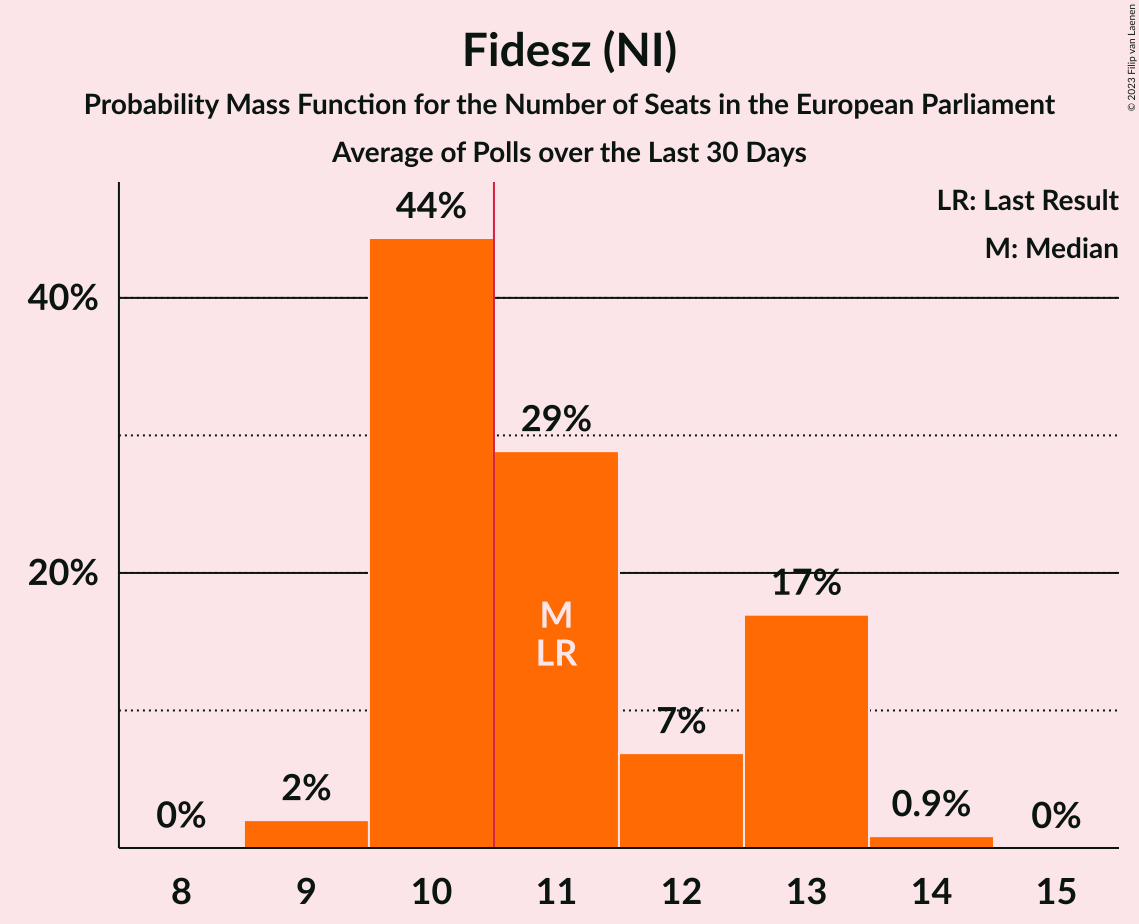 Fidesz (NI)
Probability Mass Function for the Number of Seats in the European Parliament
Average of Polls over the Last 30 Days
© 2023 Filip van Laenen
LR: Last Result
M: Median
44%
40%
29%
20%
17%
M
LR
7%
2%
0.9%
0%
0%
8 9 10 11 12 13 14 15